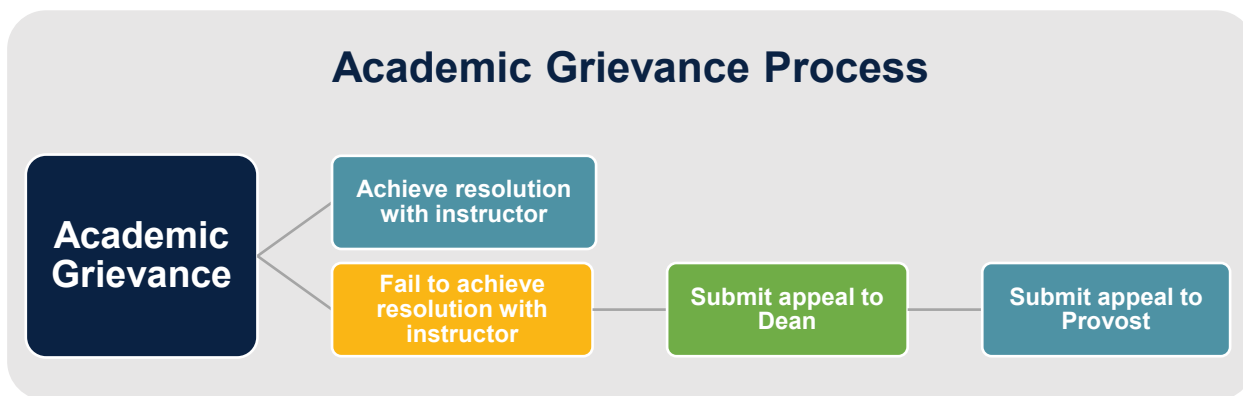 Academic Grievance Process
Academic
Grievance
Achieve resolution
with instructor
Fail to achieve
resolution with
instructor
Submit appeal to
Dean
Submit appeal to
Provost